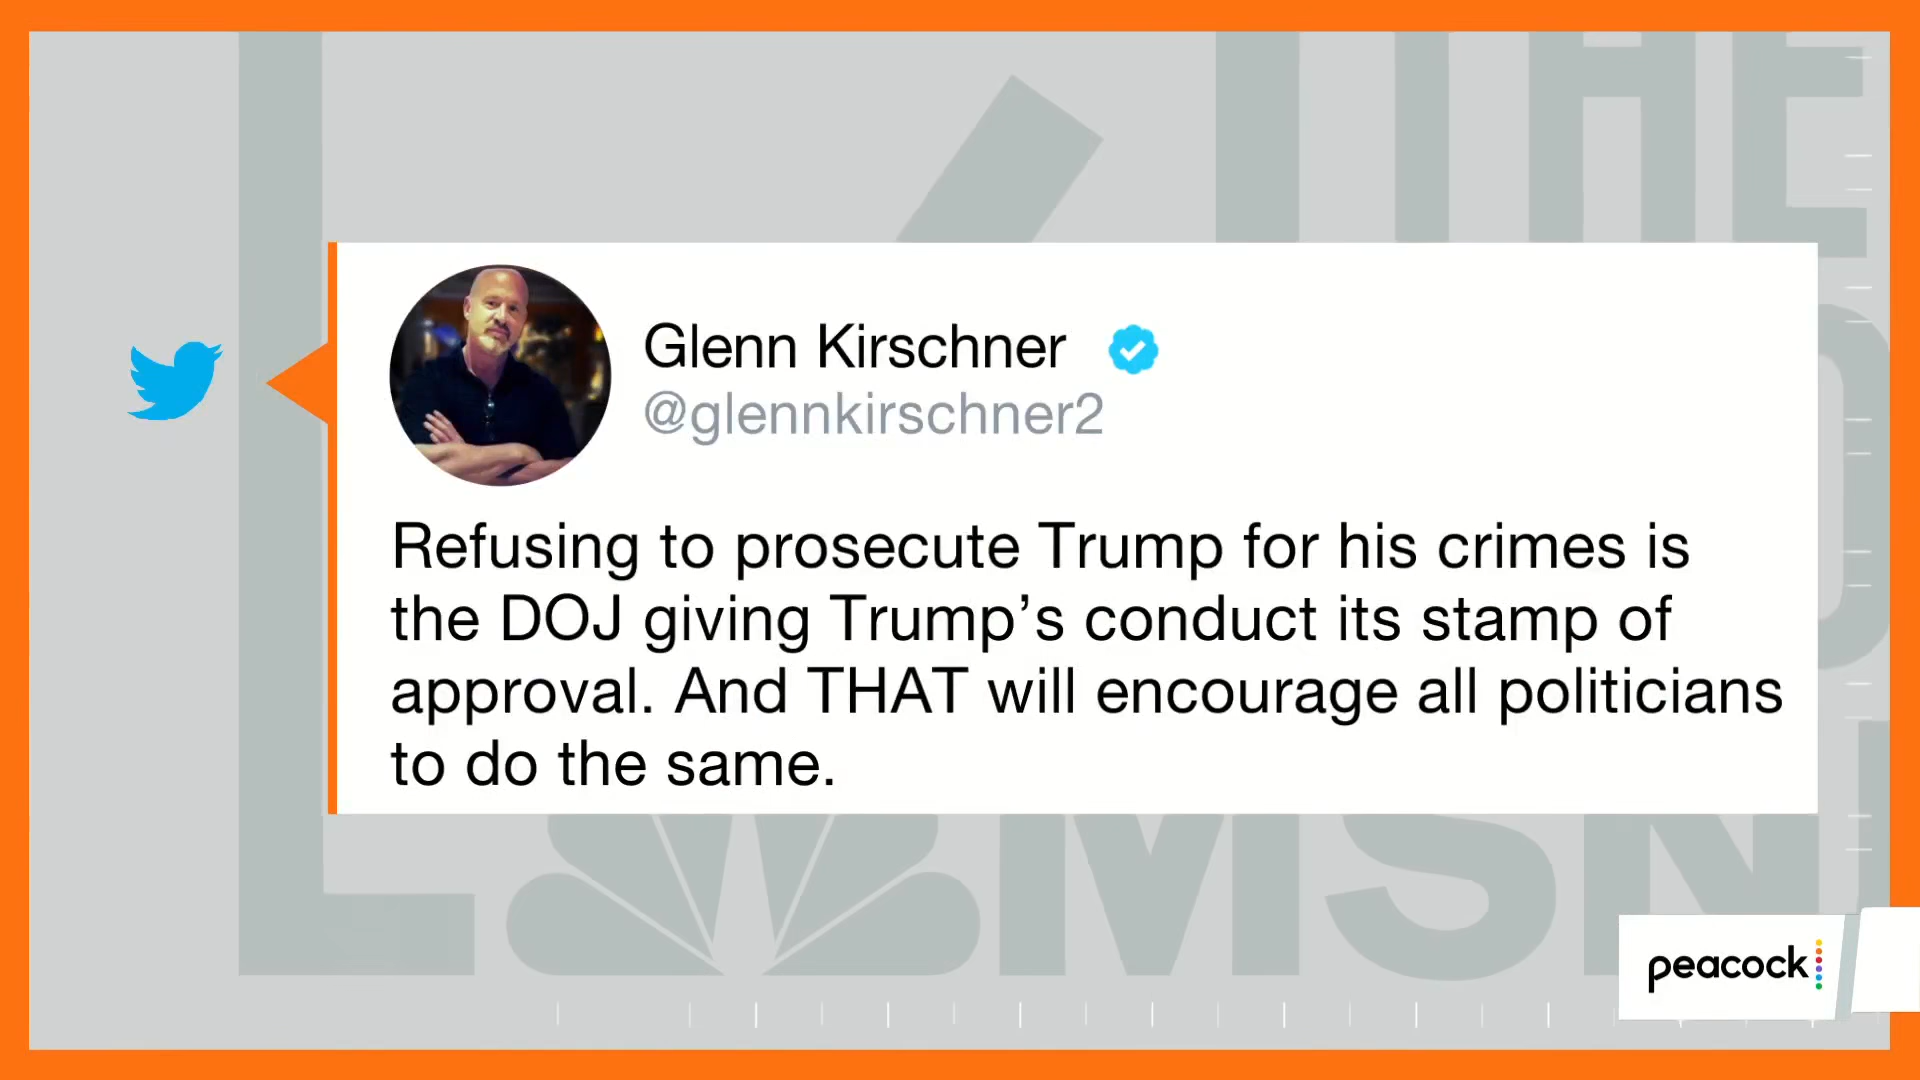 THE
Glenn Kirschner
@glennkirschner2
Refusing to prosecute Trump for his crimes is
the DOJ giving Trump’s conduct its stamp of
approval. And THAT will encourage all politicians
to do the same.
peacock